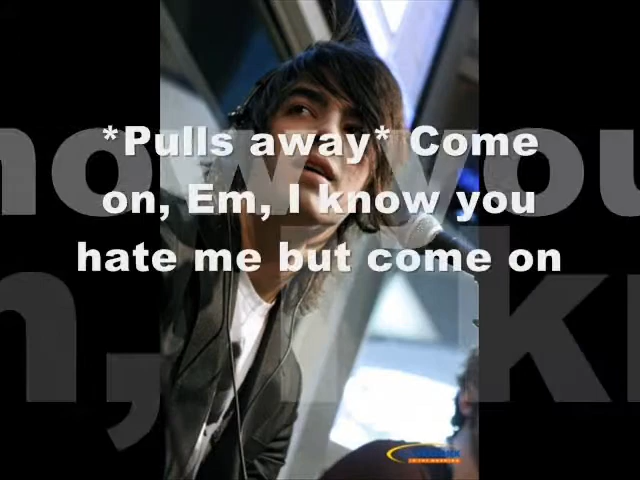 *Pulls away* Come
on, Em, I know you
hate me but come on